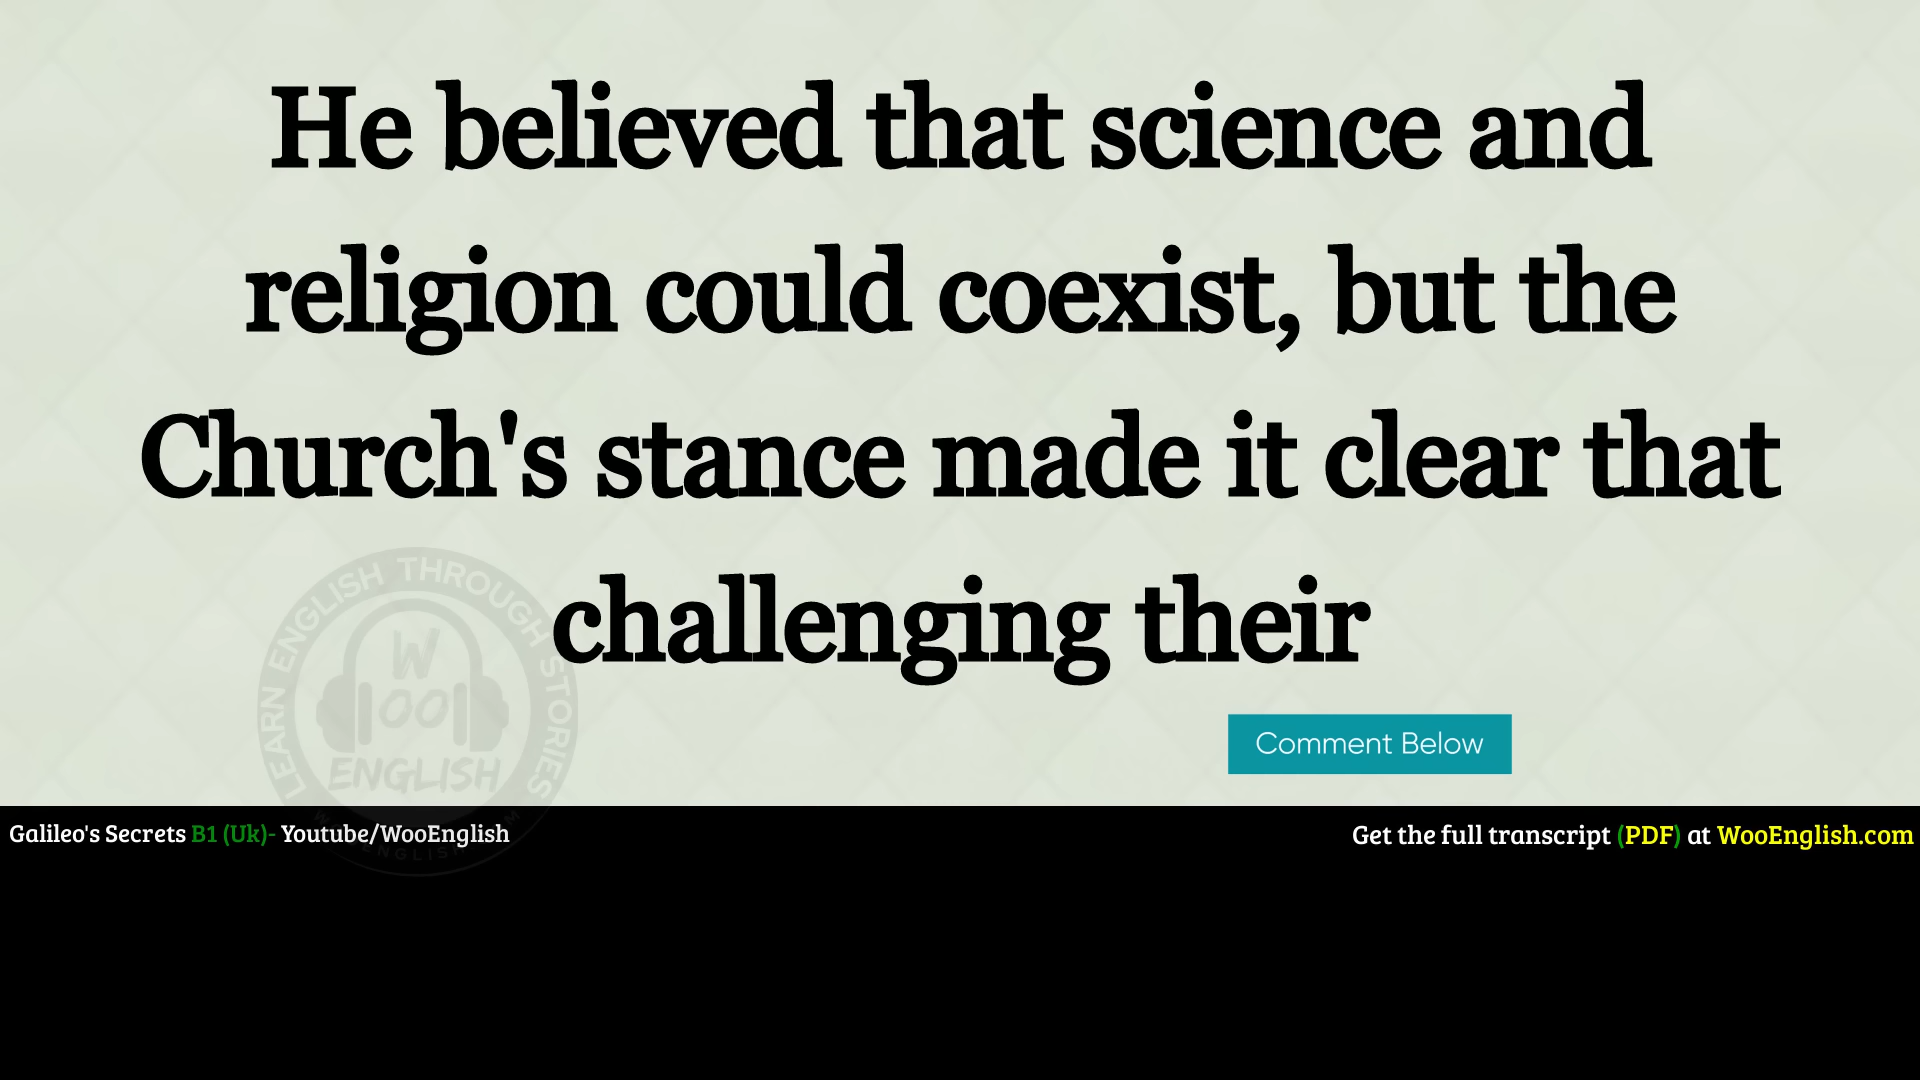 He believed that science and
religion could coexist, but the
Church's stance made it clear that
challenging their
LEARN ENGLISH THROUGH STORIES
W
OO
ENGLISH
Comment Below
Galileo's Secrets B1 (Uk)- Youtube/WooEnglish
Get the full transcript (PDF) at WooEnglish.com